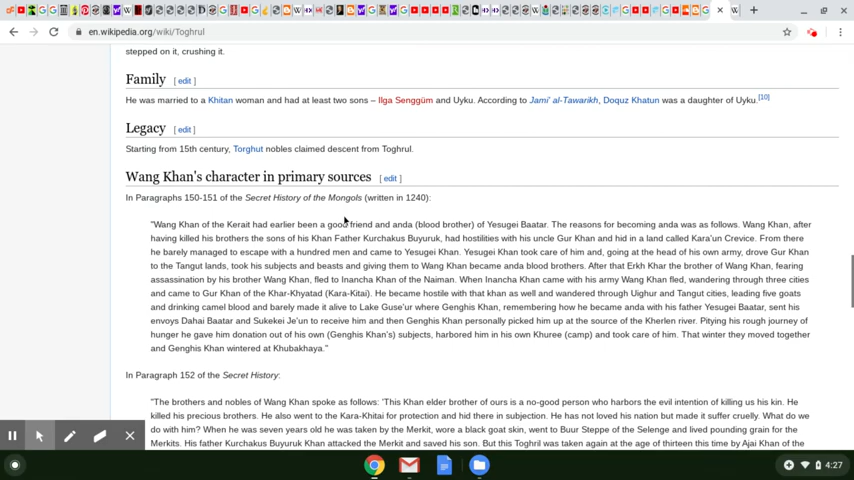 en.wikipedia.org/wiki/Toghrul
stepped on it, crushing it.
Family [ edit ]
He was married to a Khitan woman and had at least two sons – Ilga Senggüm and Uyku. According to Jami' al-Tawarikh, Doquz Khatun was a daughter of Uyku.[10]
Legacy [ edit ]
Starting from 15th century, Torghut nobles claimed descent from Toghrul.
Wang Khan's character in primary sources [ edit ]
In Paragraphs 150-151 of the Secret History of the Mongols (written in 1240):
"Wang Khan of the Kerait had earlier been a good friend and anda (blood brother) of Yesugei Baatar. The reasons for becoming anda was as follows. Wang Khan, after
having killed his brothers the sons of his Khan Father Kurchakus Buyuruk, had hostilities with his uncle Gur Khan and hid in a land called Kara'un Crevice. From there
he barely managed to escape with a hundred men and came to Yesugei Khan. Yesugei Khan took care of him and, going at the head of his own army, drove Gur Khan
to the Tangut lands, took his subjects and beasts and giving them to Wang Khan became anda blood brothers. After that Erkh Khar the brother of Wang Khan, fearing
assassination by his brother Wang Khan, fled to Inancha Khan of the Naiman. When Inancha Khan came with his army Wang Khan fled, wandering through three cities
and came to Gur Khan of the Khar-Khyatad (Kara-Kitai). He became hostile with that khan as well and wandered through Uighur and Tangut cities, leading five goats
and drinking camel blood and barely made it alive to Lake Guse'ur where Genghis Khan, remembering how he became anda with his father Yesugei Baatar, sent his
envoys Dahai Baatar and Sukekei Je'un to receive him and then Genghis Khan personally picked him up at the source of the Kherlen river. Pitying his rough journey of
hunger he gave him donation out of his own (Genghis Khan's) subjects, harbored him in his own Khuree (camp) and took care of him. That winter they moved together
and Genghis Khan wintered at Khubakhaya."
In Paragraph 152 of the Secret History:
"The brothers and nobles of Wang Khan spoke as follows: 'This Khan elder brother of ours is a no-good person who harbors the evil intention of killing us his kin. He
killed his precious brothers. He also went to the Kara-Khitai for protection and hid there in subjection. He has not loved his nation but made it suffer cruelly. What do we
do with him? When he was seven years old he was taken by the Merkit, wore a black goat skin, went to Buur Steppe of the Selenge and lived pounding grain for the
Merkits. His father Kurchakus Buyuruk Khan attacked the Merkit and saved his son. But this Toghril was taken again at the age of thirteen this time by Ajai Khan of the
4:27